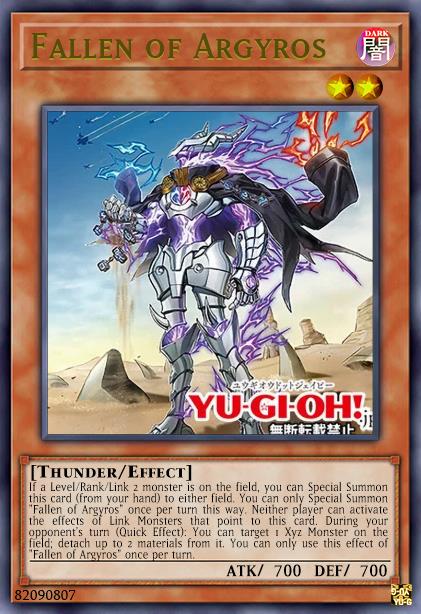 FALLEN OF ARGYROS
DARK
闇
ユウギオウドットジェイピー
YU-GI-OH!
無断転載禁止
[THUNDER/EFFECT]
If a Level/Rank/Link 2 monster is on the field, you can Special Summon
this card (from your hand) to either field. You can only Special Summon
"Fallen of Argyros" once per turn this way. Neither player can activate
the effects of Link Monsters that point to this card. During your
opponent's turn (Quick Effect): You can target 1 Xyz Monster on the
field; detach up to 2 materials from it. You can only use this effect of
"Fallen of Argyros" once per turn.
ATK/ 700 DEF/ 700
82090807